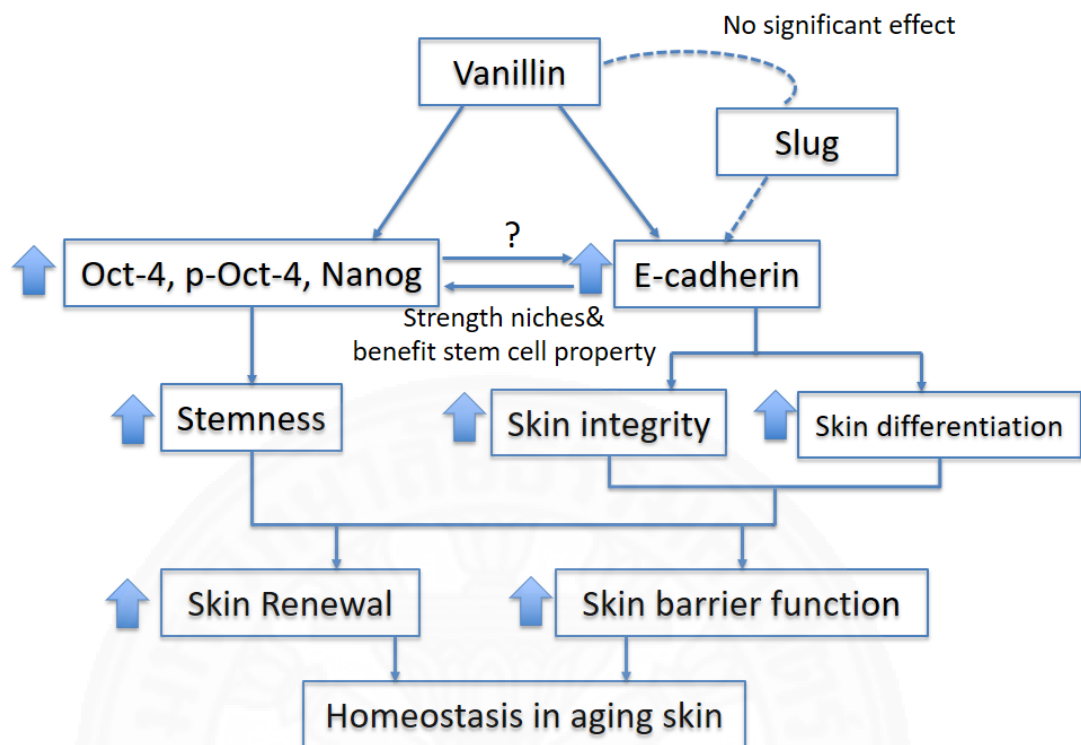 No significant effect
Vanillin
Slug
?
Oct-4, p-Oct-4, Nanog
E-cadherin
Strength niches&
benefit stem cell property
Stemness
Skin integrity
Skin differentiation
Skin Renewal
Skin barrier function
Homeostasis in aging skin